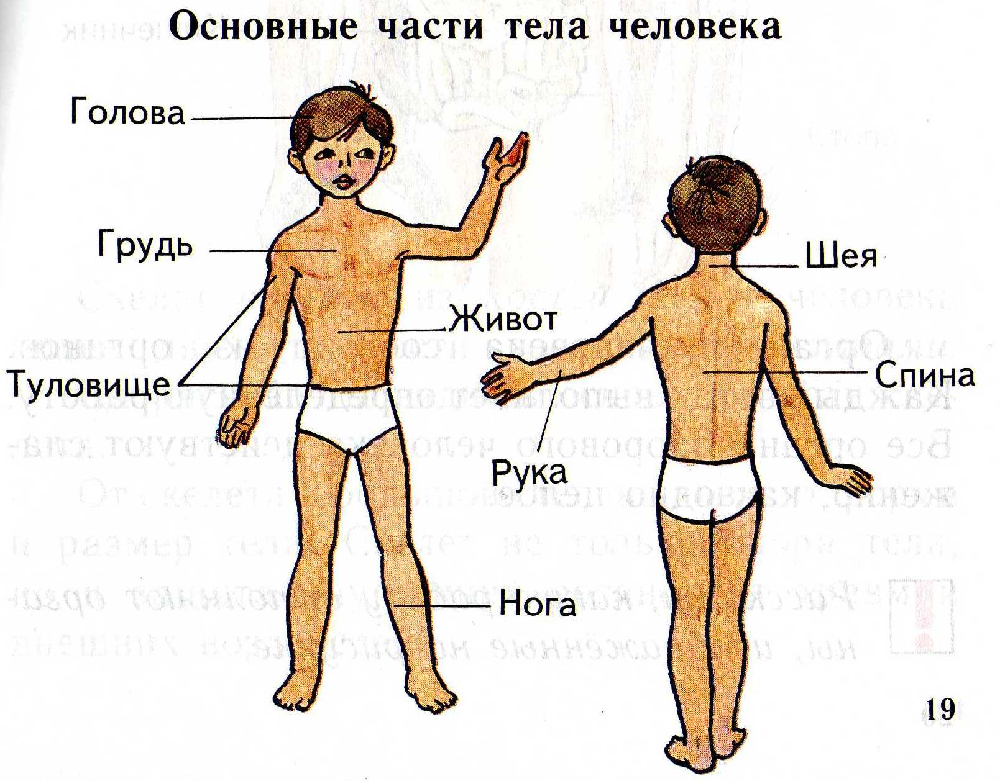 Основные части тела человека
Голова
Грудь
Шея
Живот
Туловище
Спина
Рука
Нога
19